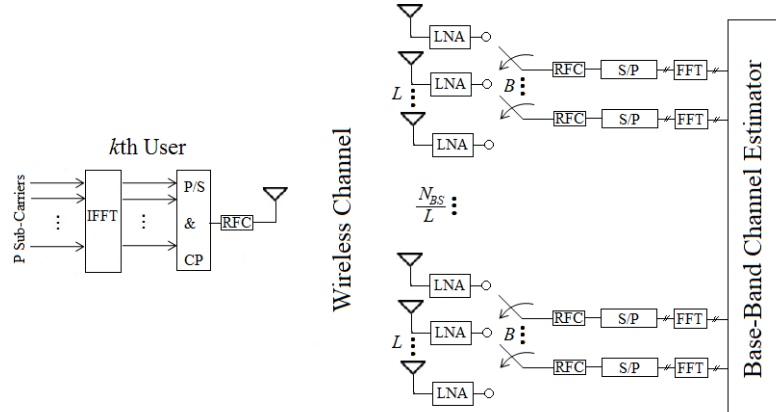 kth User
P Sub-Carriers
IFFT
P/S
&
CP
RFC
Wireless Channel
LNA
LNA
LNA
L
B
RFC
S/P
FFT
RFC
S/P
FFT
N_BS
L
LNA
LNA
LNA
L
B
RFC
S/P
FFT
RFC
S/P
FFT
Base-Band Channel Estimator